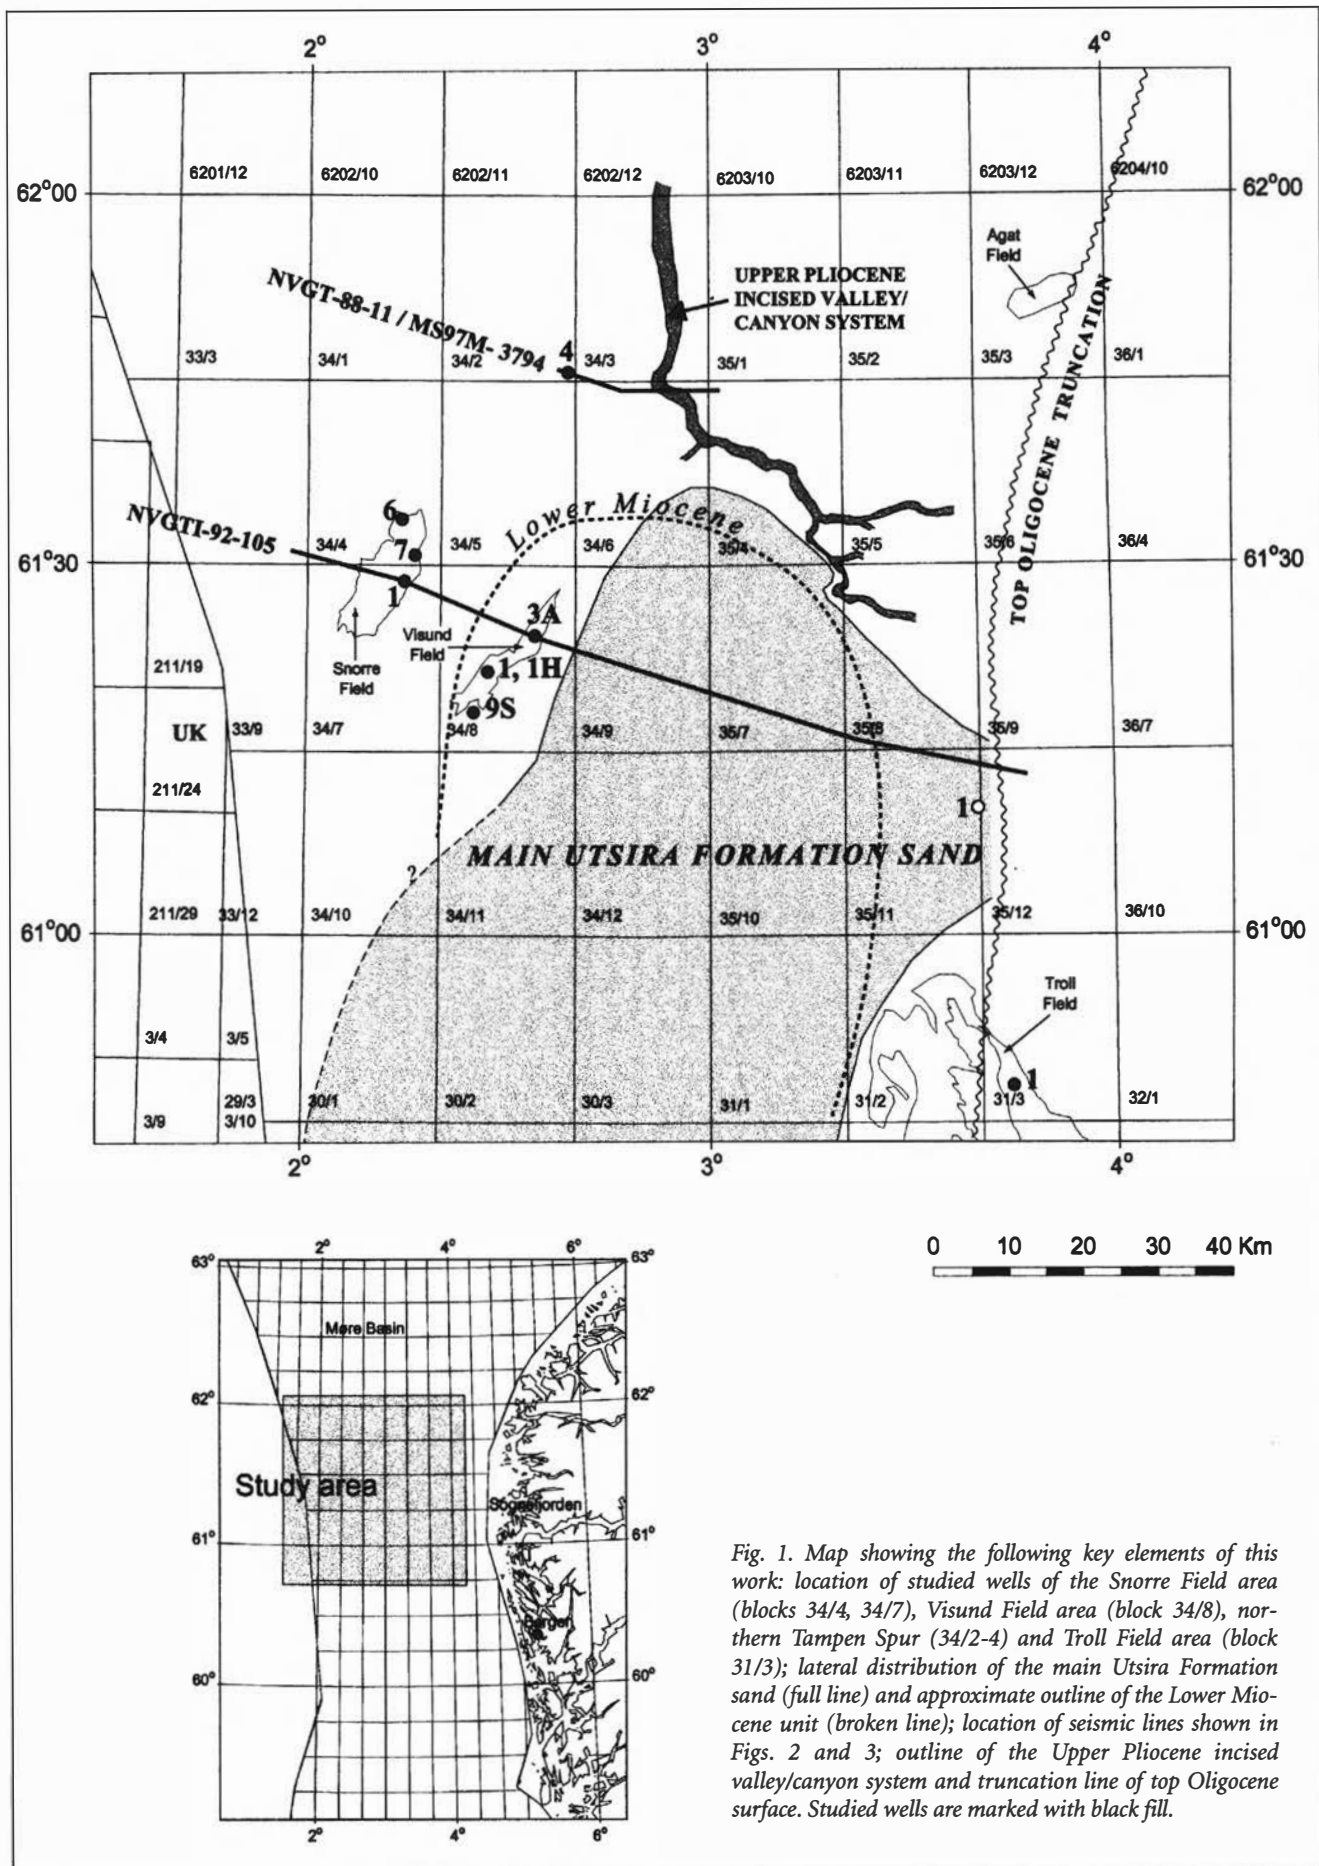 2° 3° 4°
6201/12 6202/10 6202/11 6202/12 6203/10 6203/11 6203/12 6204/10
62°00 62°00
Agat
Field
NVGT-88-11 / MS97M- 3794
UPPER PLIOCENE
INCISED VALLEY/
CANYON SYSTEM
4
33/3 34/1 34/2 34/3 35/1 35/2 35/3 36/1
TOP OLIGOCENE TRUNCATION
Lower Miocene
6
NVGTI-92-105
7
34/4 34/5 34/6 35/4 35/5 35/6 36/4
61°30 61°30
1
3A
Visund
Field
Snorre
Field
1, 1H
211/19
9S
UK
33/9 34/7 34/8 34/9 35/7 35/8 35/9 36/7
211/24
1
MAIN UTSIRA FORMATION SAND
?
211/29 33/12 34/10 34/11 34/12 35/10 35/11 35/12 36/10
61°00 61°00
Troll
Field
3/4 3/5
1
29/3 30/1 30/2 30/3 31/1 31/2 31/3 32/1
3/9 3/10
2° 3° 4°
0 10 20 30 40 Km
2° 4° 6°
63° 63°
Møre Basin
62° 62°
Study area
Sognefjorden
61° 61°
Bergen
60° 60°
2° 4° 6°
Fig. 1. Map showing the following key elements of this
work: location of studied wells of the Snorre Field area
(blocks 34/4, 34/7), Visund Field area (block 34/8), nor-
thern Tampen Spur (34/2-4) and Troll Field area (block
31/3); lateral distribution of the main Utsira Formation
sand (full line) and approximate outline of the Lower Mio-
cene unit (broken line); location of seismic lines shown in
Figs. 2 and 3; outline of the Upper Pliocene incised
valley/canyon system and truncation line of top Oligocene
surface. Studied wells are marked with black fill.